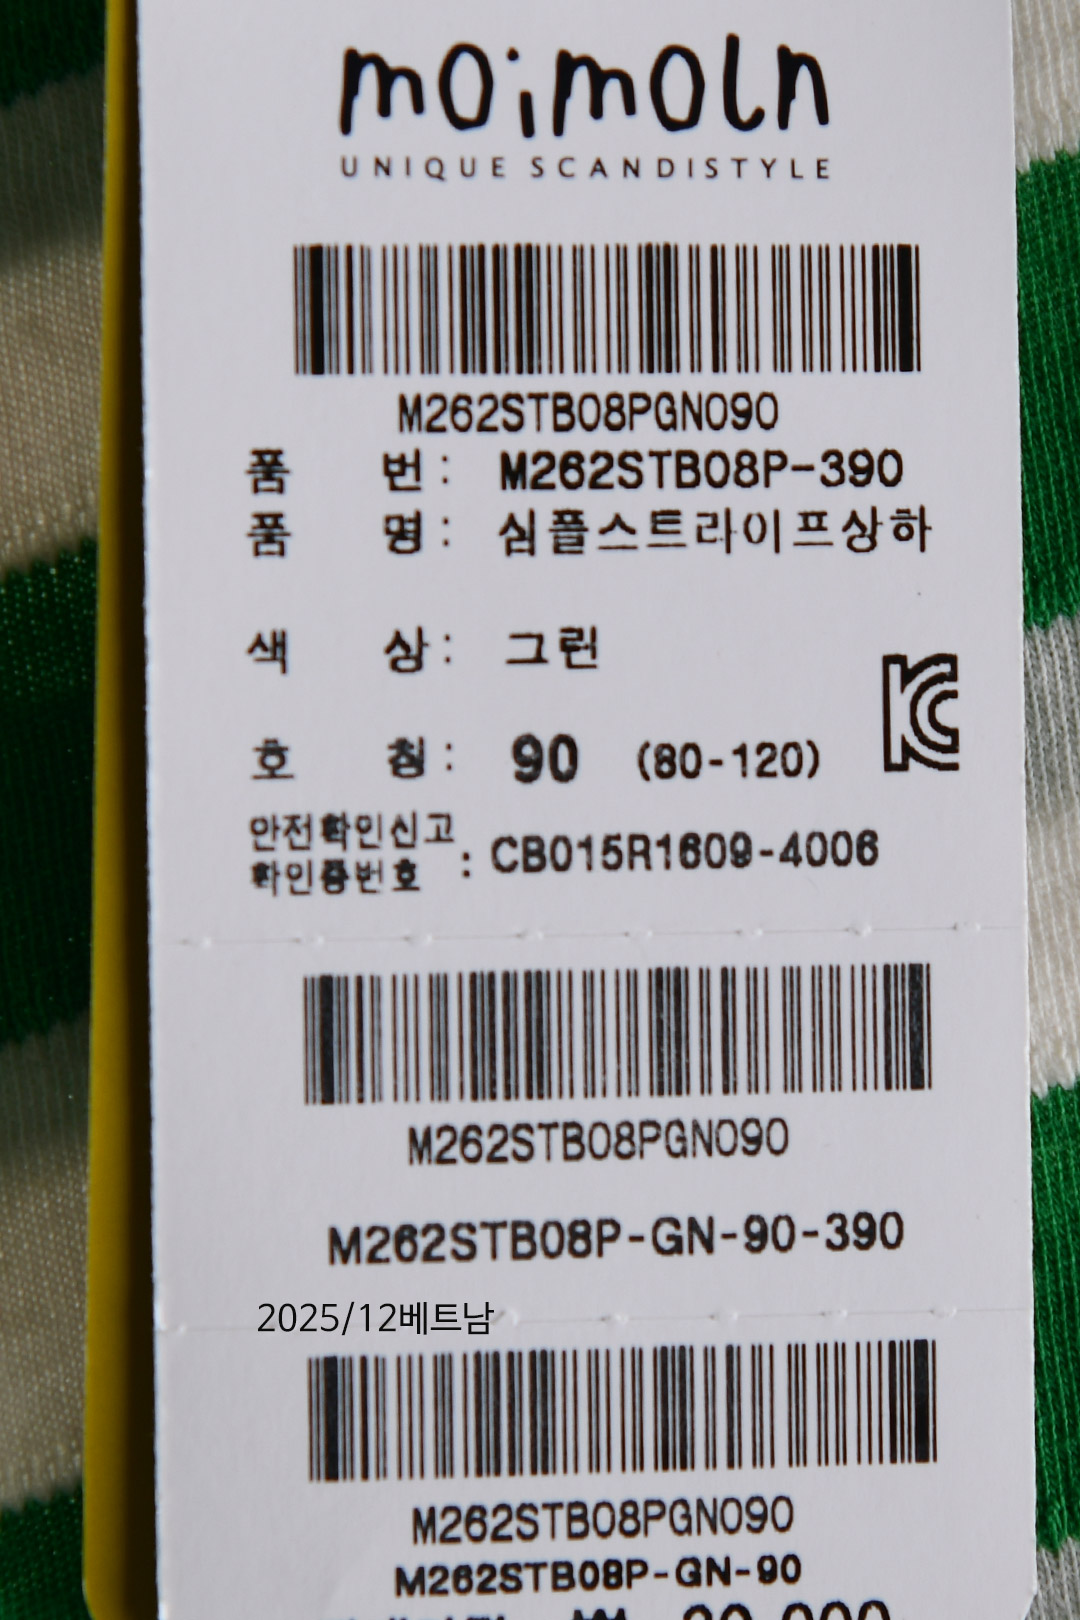 moimoln
UNIQUE SCANDISTYLE
M262STB08PGN090
품 번 : M262STB08P-390
품 명 : 심플스트라이프상하
색 상 : 그린
호 칭 : 90 (80-120)
안전확인신고
확인증번호 : CB015R1609-4006
M262STB08PGN090
M262STB08P-GN-90-390
2025/12베트남
M262STB08PGN090
M262STB08P-GN-90